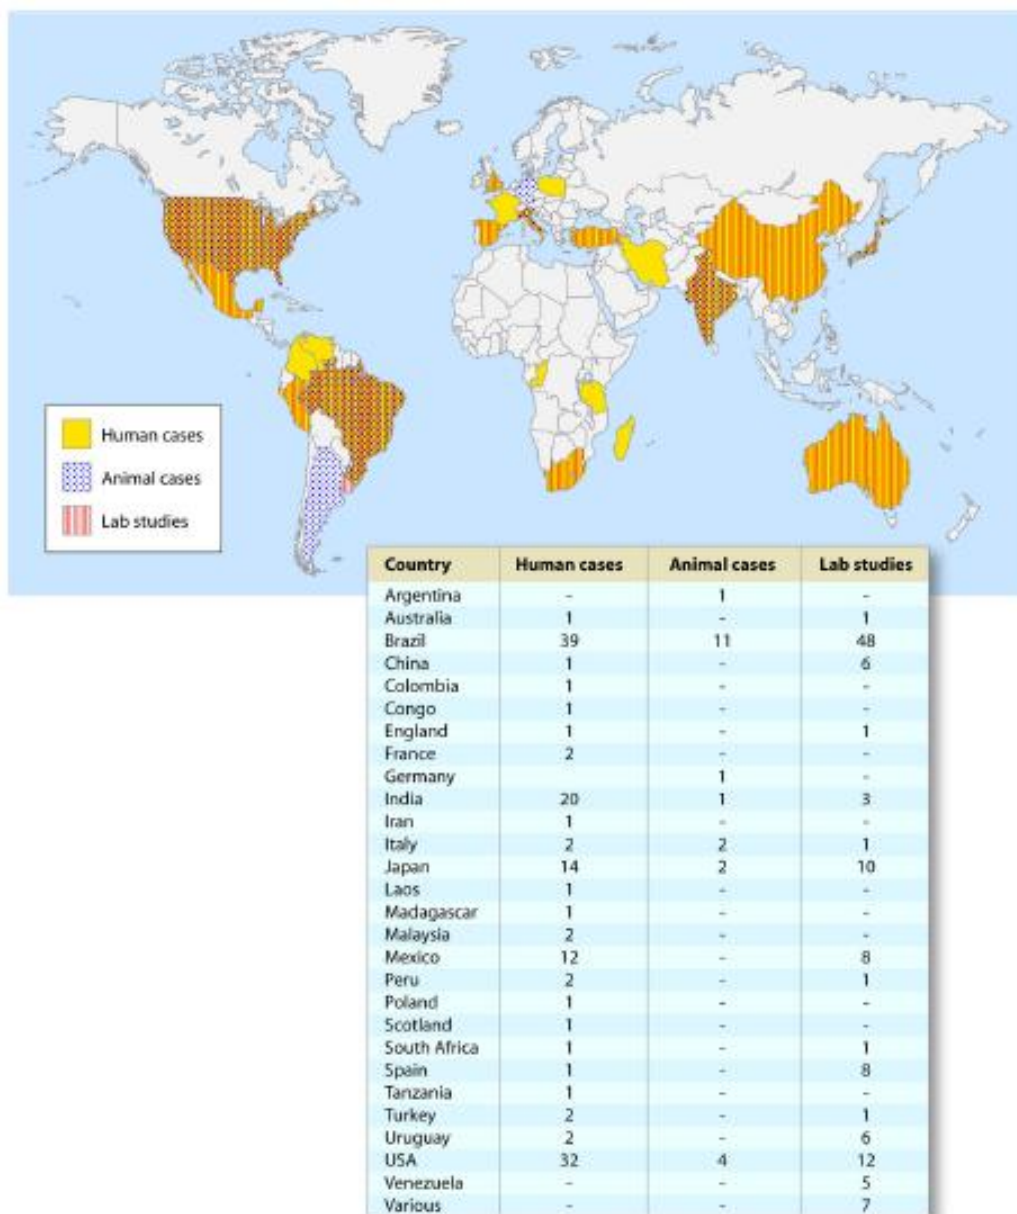 Human cases
Animal cases
Lab studies
Country Human cases Animal cases Lab studies
Argentina - 1 -
Australia 1 - 1
Brazil 39 11 48
China 1 - 6
Colombia 1 - -
Congo 1 - -
England 1 - 1
France 2 - -
Germany 1 -
India 20 1 3
Iran 1 - -
Italy 2 2 1
Japan 14 2 10
Laos 1 - -
Madagascar 1 - -
Malaysia 2 - -
Mexico 12 - 8
Peru 2 - 1
Poland 1 - -
Scotland 1 - -
South Africa 1 - 1
Spain 1 - 8
Tanzania 1 - -
Turkey 2 - 1
Uruguay 2 - 6
USA 32 4 12
Venezuela - - 5
Various - - 7